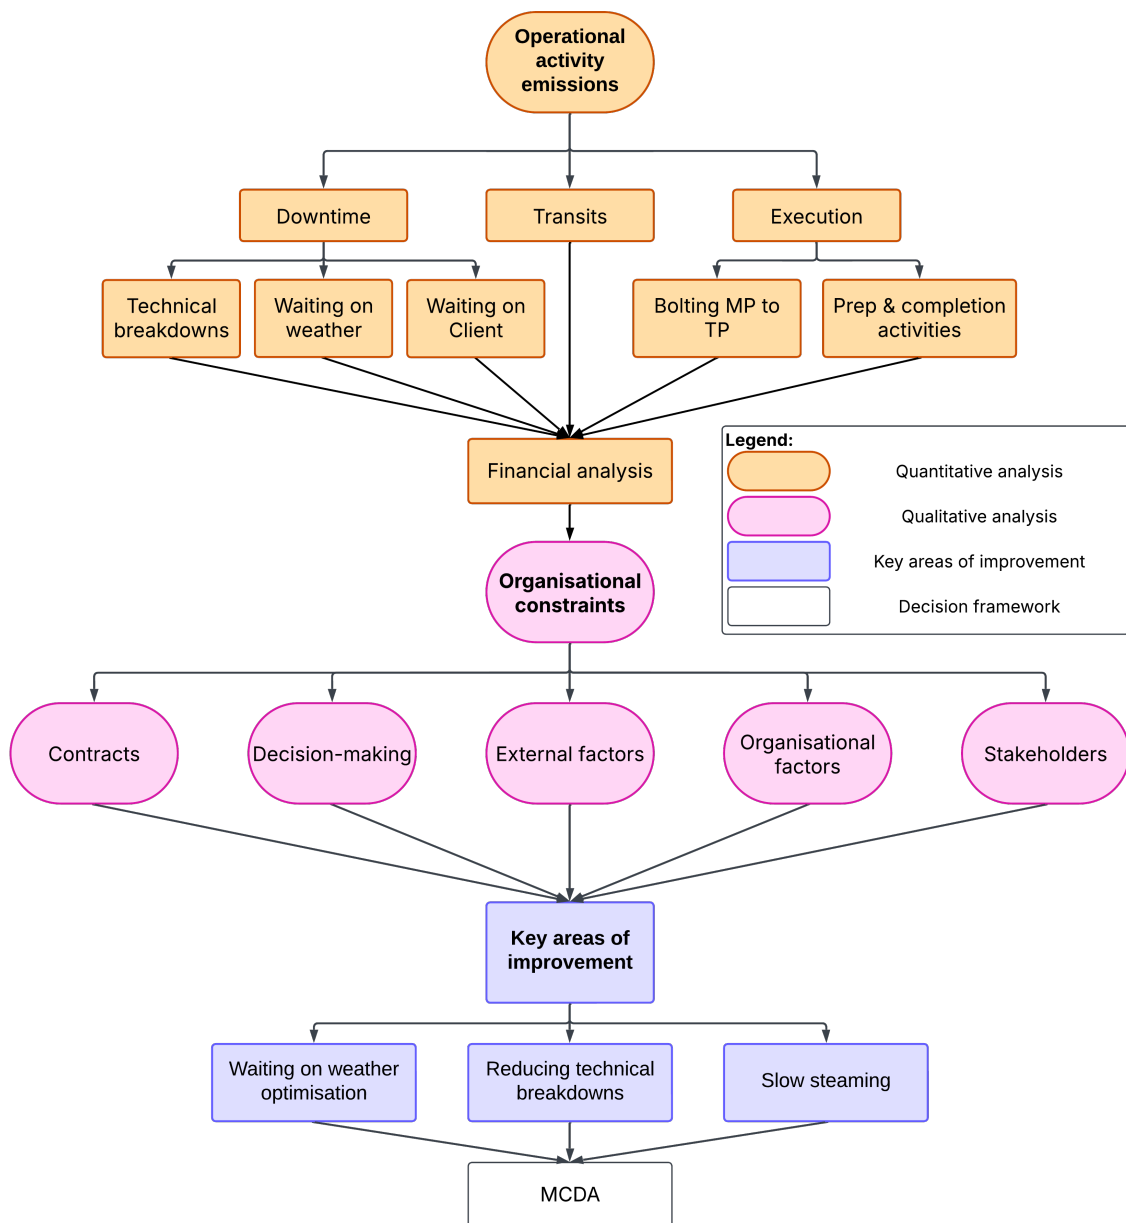 Operational
activity
emissions
Downtime
Transits
Execution
Technical
breakdowns
Waiting on
weather
Waiting on
Client
Bolting MP to
TP
Prep & completion
activities
Financial analysis
Legend:
Quantitative analysis
Qualitative analysis
Key areas of improvement
Decision framework
Organisational
constraints
Contracts
Decision-making
External factors
Organisational
factors
Stakeholders
Key areas of
improvement
Waiting on weather
optimisation
Reducing technical
breakdowns
Slow steaming
MCDA